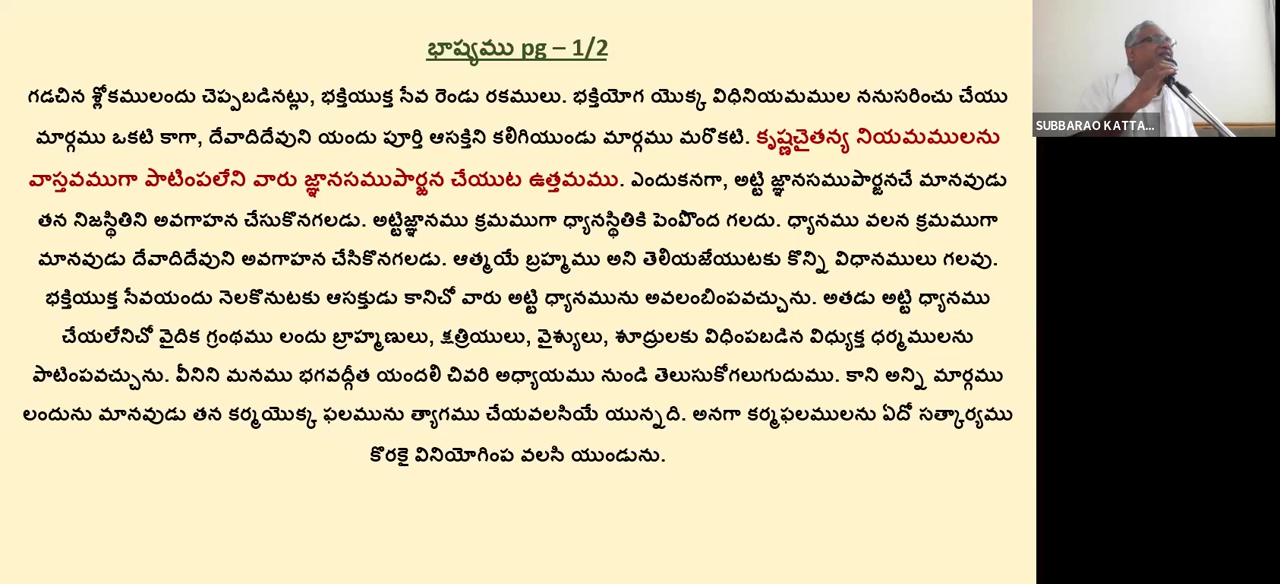 భాష్యము pg – 1/2
గడచిన శ్లోకములందు చెప్పబడినట్లు, భక్తియుక్త సేవ రెండు రకములు. భక్తియోగ యొక్క విధినియమముల ననుసరించు చేయు
మార్గము ఒకటి కాగా, దేవాదిదేవుని యందు పూర్తి ఆసక్తిని కలిగియుండు మార్గము మరొకటి. కృష్ణచైతన్య నియమములను
వాస్తవముగా పాటింపలేని వారు జ్ఞానసముపార్జన చేయుట ఉత్తమము. ఎందుకనగా, అట్టి జ్ఞానసముపార్జనచే మానవుడు
తన నిజస్థితిని అవగాహన చేసుకొనగలడు. అట్టిజ్ఞానము క్రమముగా ధ్యానస్థితికి పెంపొంద గలదు. ధ్యానము వలన క్రమముగా
మానవుడు దేవాదిదేవుని అవగాహన చేసికొనగలడు. ఆత్మయే బ్రహ్మము అని తెలియజేయుటకు కొన్ని విధానములు గలవు.
భక్తియుక్త సేవయందు నెలకొనుటకు ఆసక్తుడు కానిచో వారు అట్టి ధ్యానమును అవలంబింపవచ్చును. అతడు అట్టి ధ్యానము
చేయలేనిచో వైదిక గ్రంథము లందు బ్రాహ్మణులు, క్షత్రియులు, వైశ్యులు, శూద్రులకు విధింపబడిన విధ్యుక్త ధర్మములను
పాటింపవచ్చును. వీనిని మనము భగవద్గీత యందలి చివరి అధ్యాయము నుండి తెలుసుకోగలుగుదుము. కాని అన్ని మార్గము
లందును మానవుడు తన కర్మయొక్క ఫలమును త్యాగము చేయవలసియే యున్నది. అనగా కర్మఫలములను ఏదో సత్కార్యము
కొరకై వినియోగింప వలసి యుండును.
SUBBARAO KATTA...